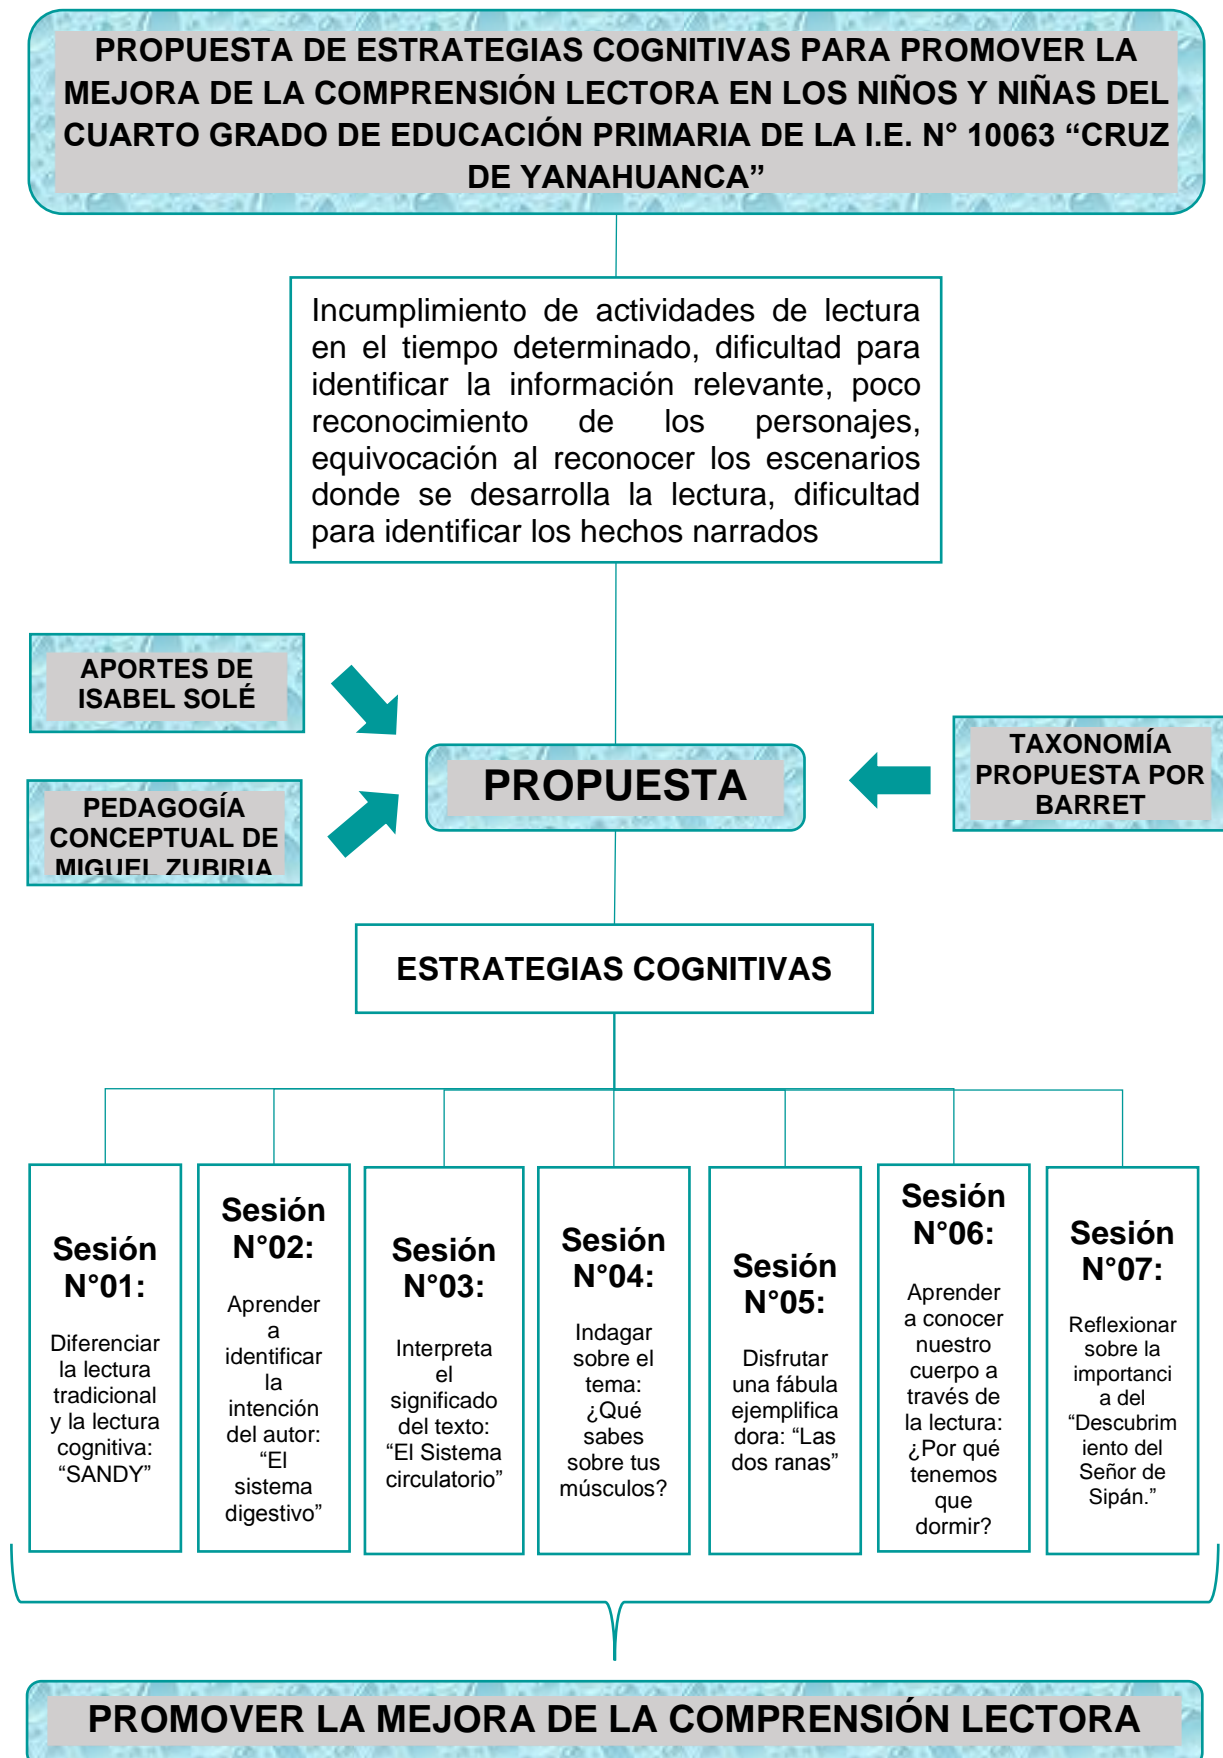 PROPUESTA DE ESTRATEGIAS COGNITIVAS PARA PROMOVER LA
MEJORA DE LA COMPRENSIÓN LECTORA EN LOS NIÑOS Y NIÑAS DEL
CUARTO GRADO DE EDUCACIÓN PRIMARIA DE LA I.E. N° 10063 “CRUZ
DE YANAHUANCA”
Incumplimiento de actividades de lectura
en el tiempo determinado, dificultad para
identificar la información relevante, poco
reconocimiento de los personajes,
equivocación al reconocer los escenarios
donde se desarrolla la lectura, dificultad
para identificar los hechos narrados
APORTES DE
ISABEL SOLÉ
PEDAGOGÍA
CONCEPTUAL DE
MIGUEL ZUBIRIA
PROPUESTA
TAXONOMÍA
PROPUESTA POR
BARRET
ESTRATEGIAS COGNITIVAS
Sesión
N°01:
Diferenciar
la lectura
tradicional
y la lectura
cognitiva:
“SANDY”
Sesión
N°02:
Aprender
a
identificar
la
intención
del autor:
“El
sistema
digestivo”
Sesión
N°03:
Interpreta
el
significado
del texto:
“El Sistema
circulatorio”
Sesión
N°04:
Indagar
sobre el
tema:
¿Qué
sabes
sobre tus
músculos?
Sesión
N°05:
Disfrutar
una fábula
ejemplifica
dora: “Las
dos ranas”
Sesión
N°06:
Aprender
a conocer
nuestro
cuerpo a
través de
la lectura:
¿Por qué
tenemos
que
dormir?
Sesión
N°07:
Reflexionar
sobre la
importanci
a del
“Descubrim
iento del
Señor de
Sipán.”
PROMOVER LA MEJORA DE LA COMPRENSIÓN LECTORA